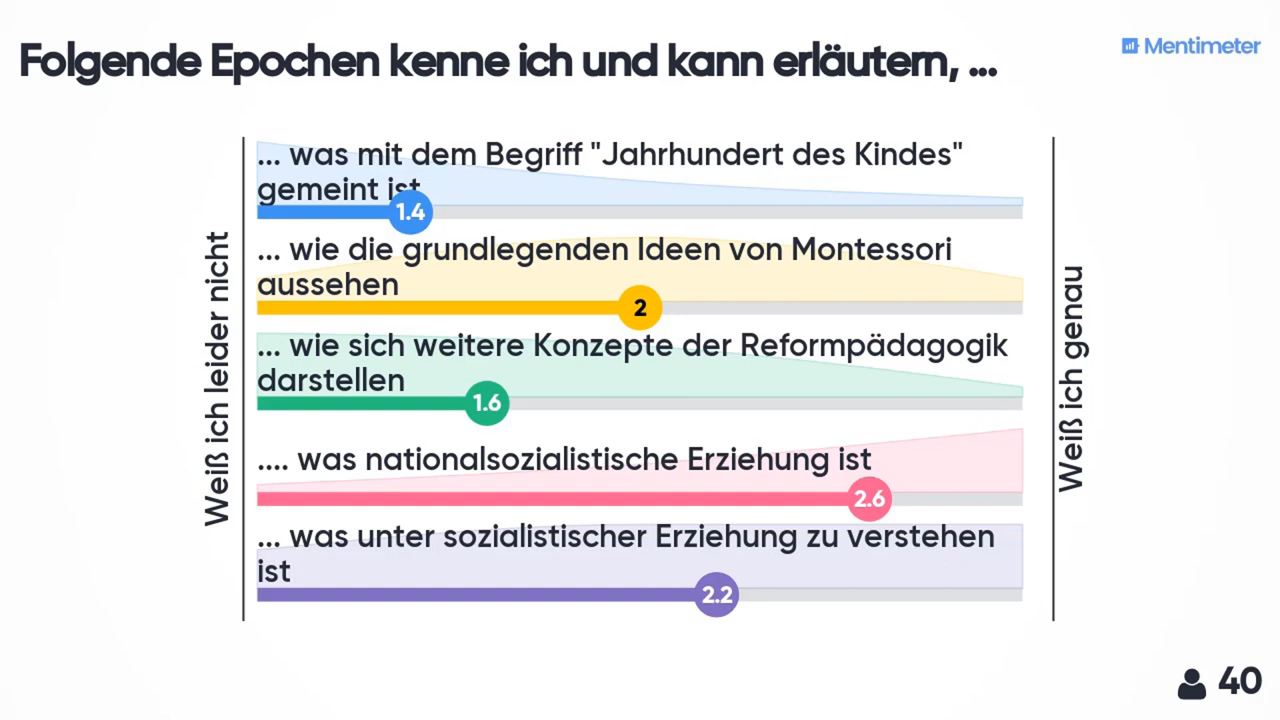 Folgende Epochen kenne ich und kann erläutern, ...
Mentimeter
... was mit dem Begriff "Jahrhundert des Kindes"
gemeint ist
1.4
... wie die grundlegenden Ideen von Montessori
aussehen
2
... wie sich weitere Konzepte der Reformpädagogik
darstellen
1.6
.... was nationalsozialistische Erziehung ist
2.6
... was unter sozialistischer Erziehung zu verstehen
ist
2.2
Weiß ich leider nicht
Weiß ich genau
40